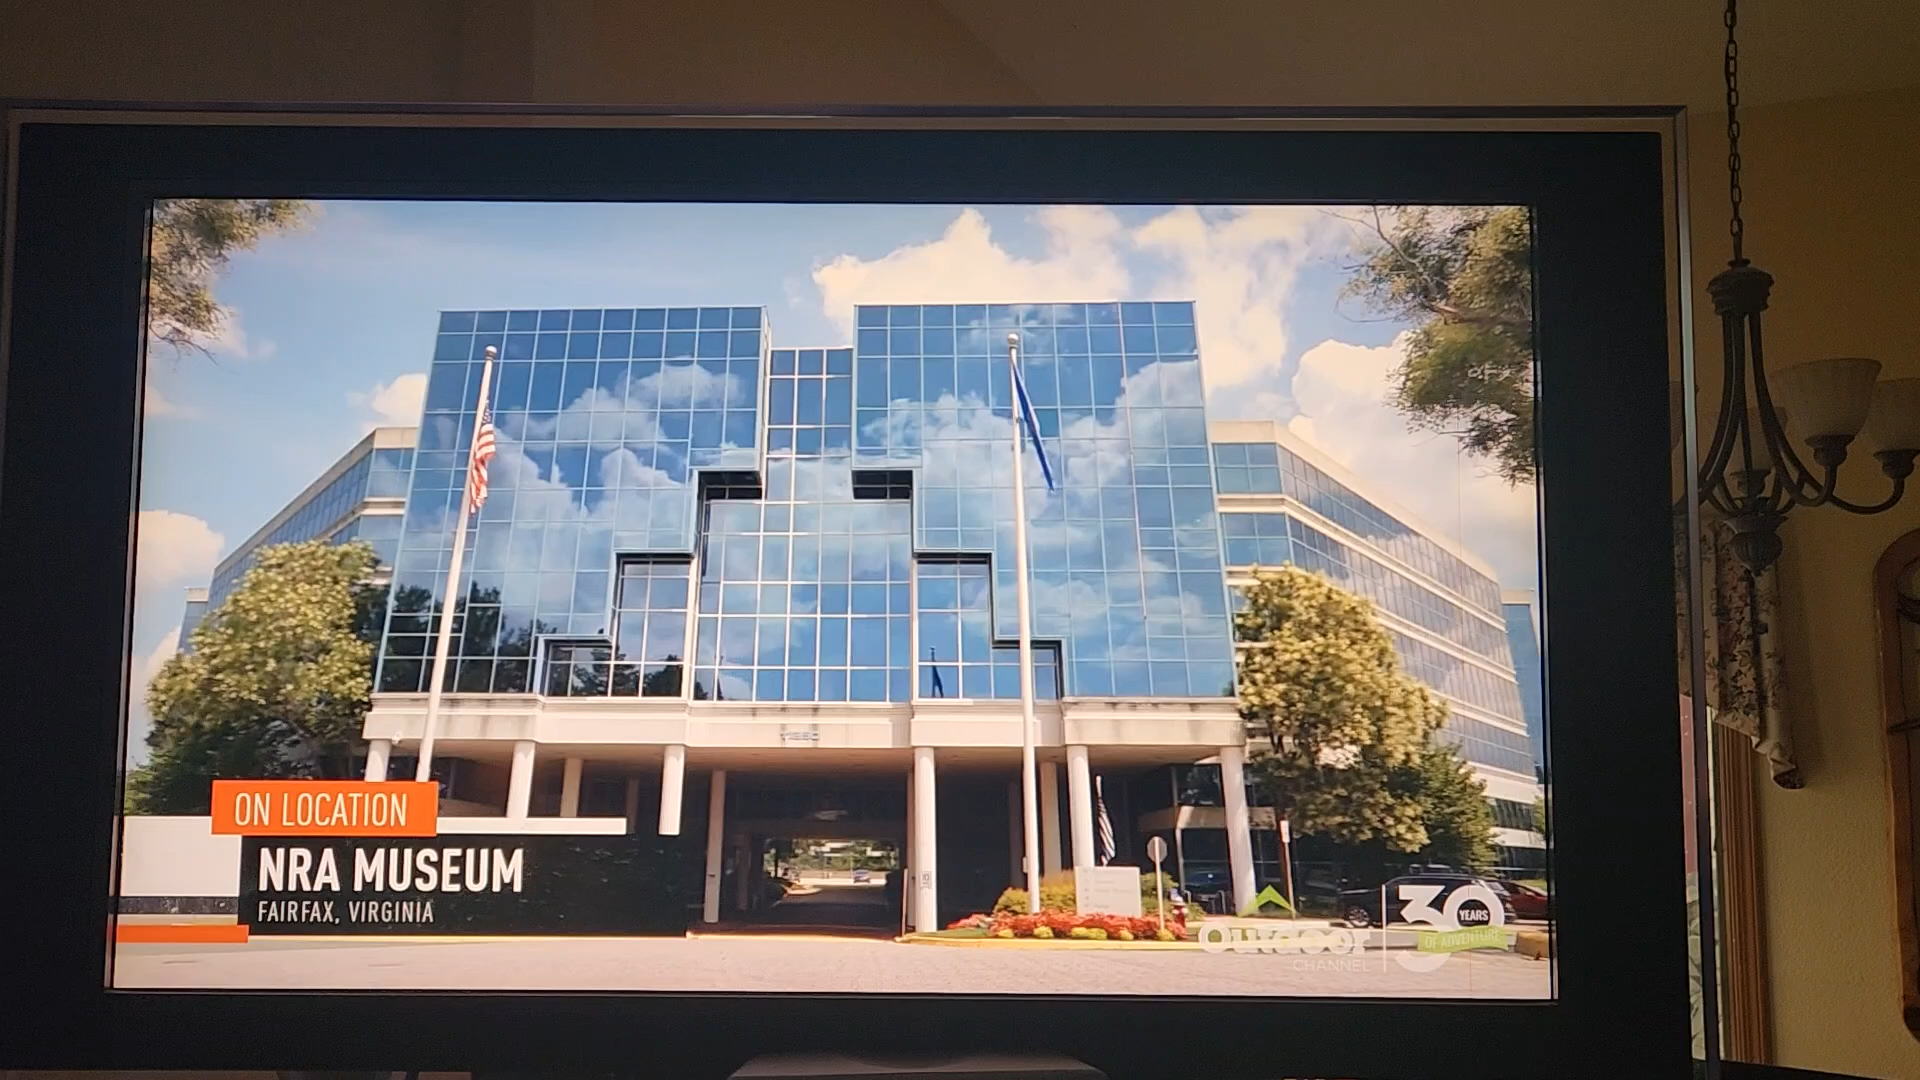 ON LOCATION
NRA MUSEUM
FAIRFAX, VIRGINIA
Outdoor
CHANNEL
30
YEARS
OF ADVENTURE